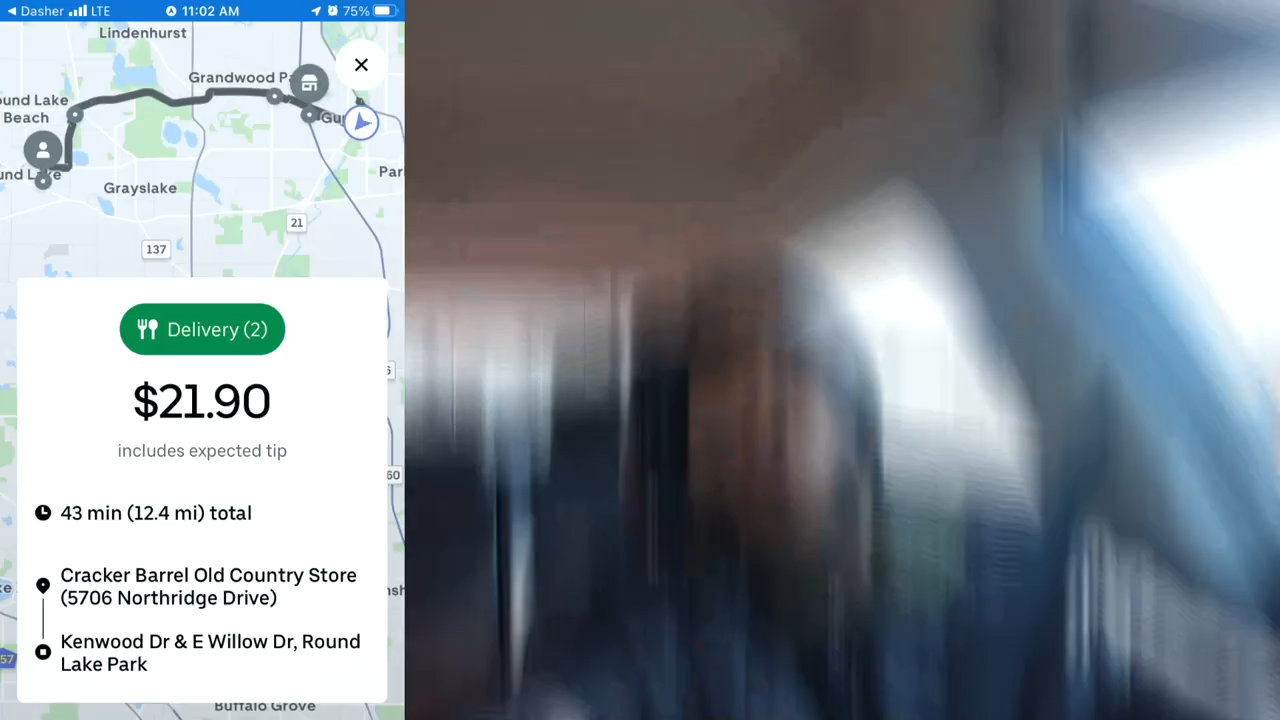 Dasher LTE 11:02 AM 75%
Lindenhurst
Grandwood P
ound Lake
Beach
Gu
und Lake
Grayslake
Par
21
137
Delivery (2)
$21.90
includes expected tip
60
43 min (12.4 mi) total
Cracker Barrel Old Country Store
(5706 Northridge Drive)
Kenwood Dr & E Willow Dr, Round
Lake Park
57
Buffalo Grove